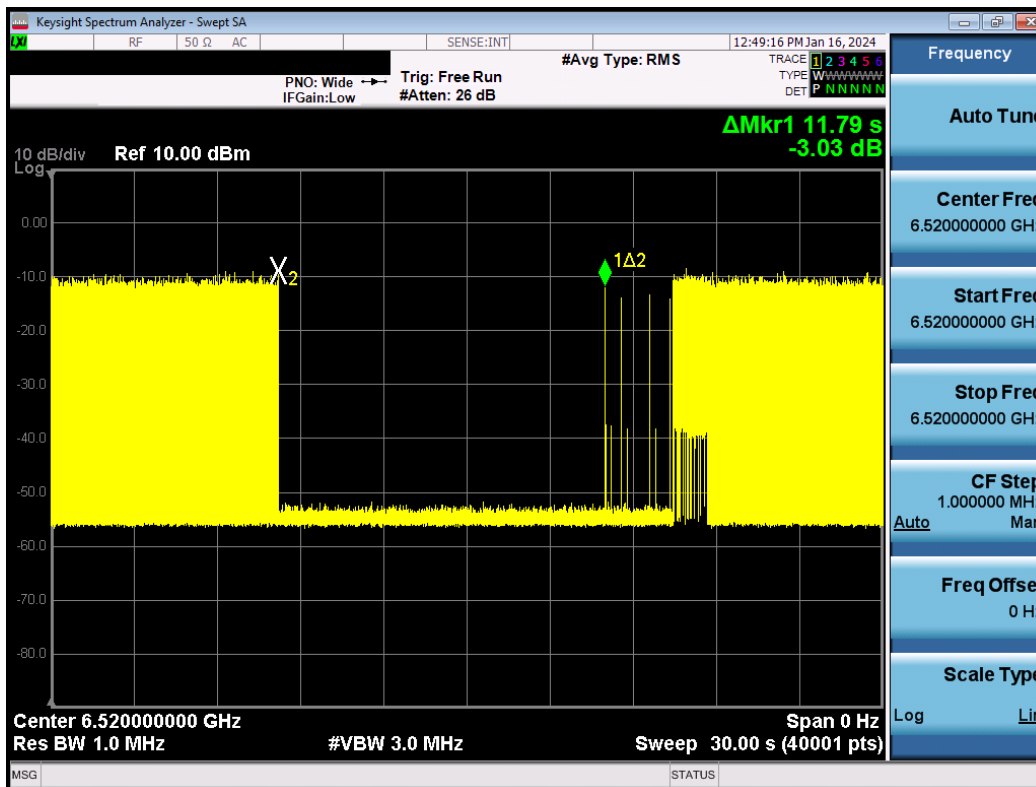 Keysight Spectrum Analyzer - Swept SA
LXI RF 50 Ω AC SENSE:INT 12:49:16 PM Jan 16, 2024
#Avg Type: RMS
TRACE 1 2 3 4 5 6
TYPE WWWWWW
DET P N N N N N
PNO: Wide
IFGain:Low
Trig: Free Run
#Atten: 26 dB
ΔMkr1 11.79 s
-3.03 dB
10 dB/div Ref 10.00 dBm
Log
0.00
-10.0
-20.0
-30.0
-40.0
-50.0
-60.0
-70.0
-80.0
X2
1Δ2
Center 6.520000000 GHz Span 0 Hz
Res BW 1.0 MHz #VBW 3.0 MHz Sweep 30.00 s (40001 pts)
MSG STATUS
Frequency
Auto Tun
Center Fre
6.520000000 GH
Start Fre
6.520000000 GH
Stop Fre
6.520000000 GH
CF Step
1.000000 MH
Auto Ma
Freq Offse
0 H
Scale Type
Log Li